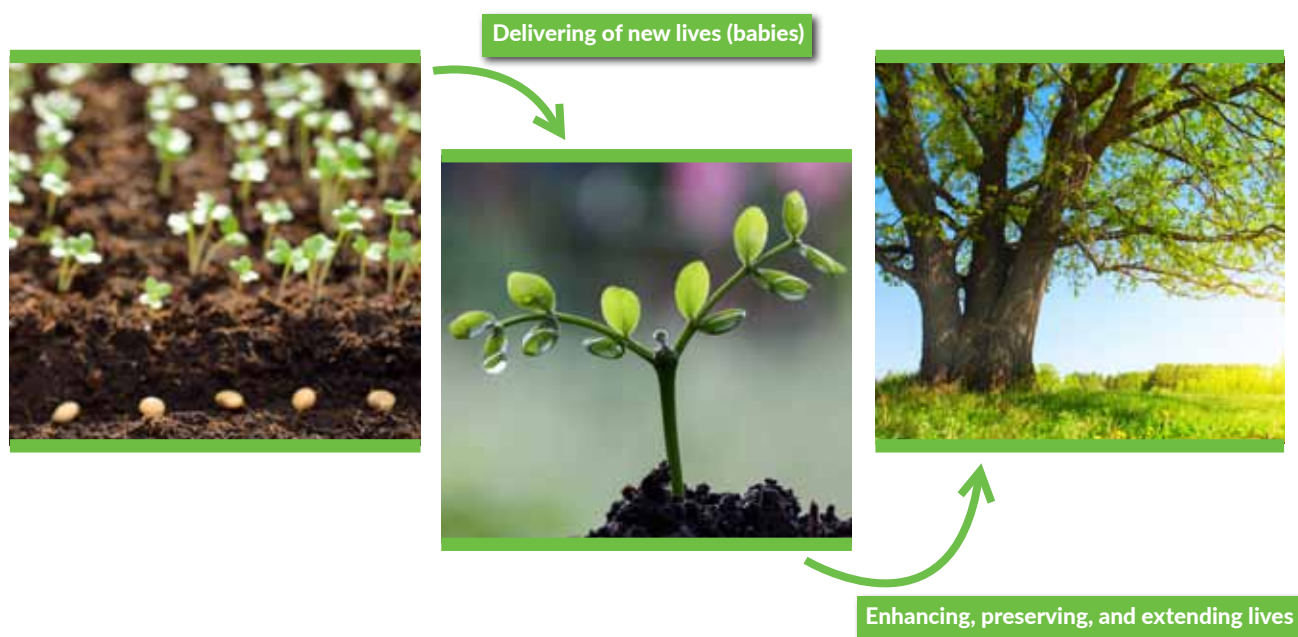 Delivering of new lives (babies)
Enhancing, preserving, and extending lives